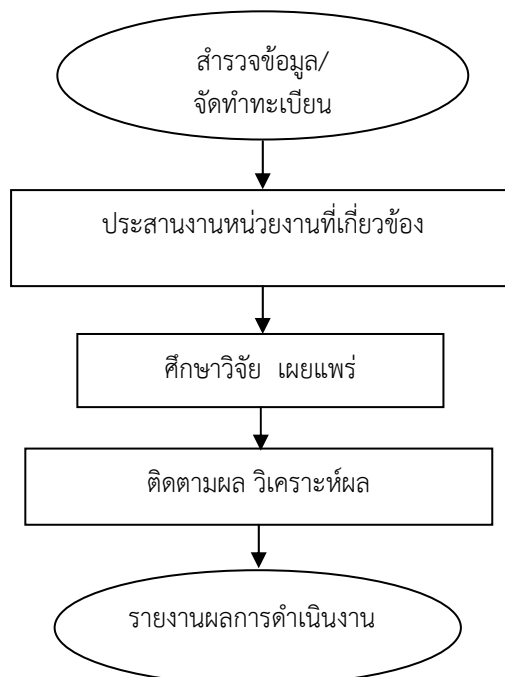 สำรวจข้อมูล/
จัดทำทะเบียน
ประสานงานหน่วยงานที่เกี่ยวข้อง
ศึกษาวิจัย เผยแพร่
ติดตามผล วิเคราะห์ผล
รายงานผลการดำเนินงาน